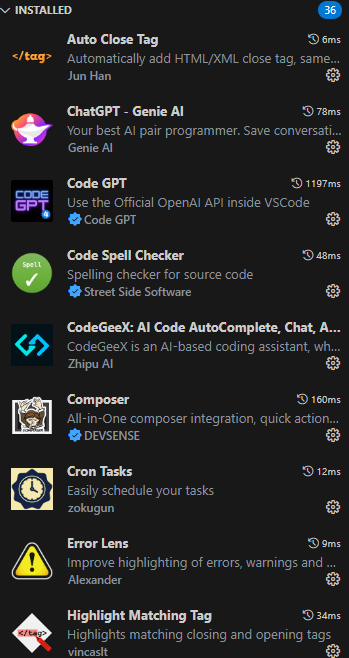 INSTALLED 36
</tag>
Auto Close Tag 6ms
Automatically add HTML/XML close tag, same...
Jun Han
ChatGPT - Genie AI 78ms
Your best AI pair programmer. Save conversati...
Genie AI
CODE
GPT
4
Code GPT 1197ms
Use the Official OpenAI API inside VSCode
Code GPT
Spell
Code Spell Checker 48ms
Spelling checker for source code
Street Side Software
CodeGeeX: AI Code AutoComplete, Chat, A...
CodeGeeX is an AI-based coding assistant, wh...
Zhipu AI
Composer 160ms
All-in-One composer integration, quick action...
DEVSENSE
Cron Tasks 12ms
Easily schedule your tasks
zokugun
Error Lens 9ms
Improve highlighting of errors, warnings and ...
Alexander
</tag>
Highlight Matching Tag 34ms
Highlights matching closing and opening tags
vincaslt